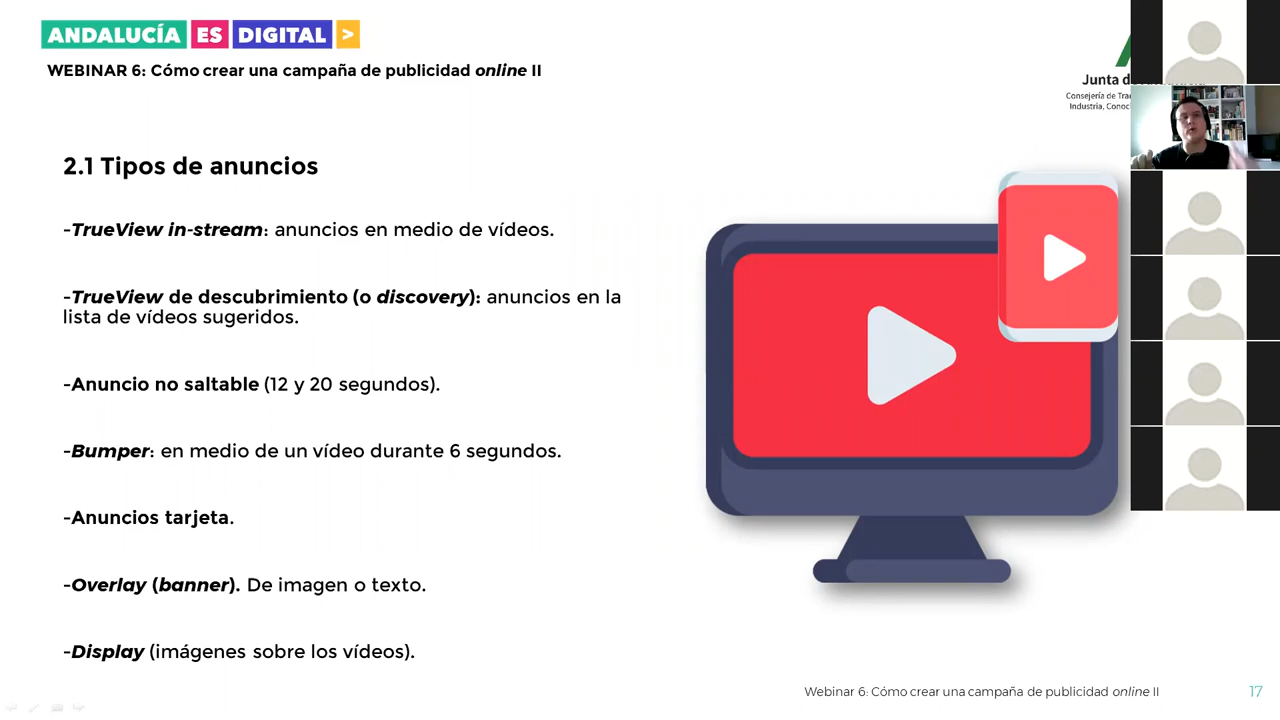 ANDALUCÍA ES DIGITAL >
WEBINAR 6: Cómo crear una campaña de publicidad online II
Junta d
Consejería de Tra
Industria, Conoc
2.1 Tipos de anuncios
-TrueView in-stream: anuncios en medio de vídeos.
-TrueView de descubrimiento (o discovery): anuncios en la
lista de vídeos sugeridos.
-Anuncio no saltable (12 y 20 segundos).
-Bumper: en medio de un vídeo durante 6 segundos.
-Anuncios tarjeta.
-Overlay (banner). De imagen o texto.
-Display (imágenes sobre los vídeos).
Webinar 6: Cómo crear una campaña de publicidad online II
17